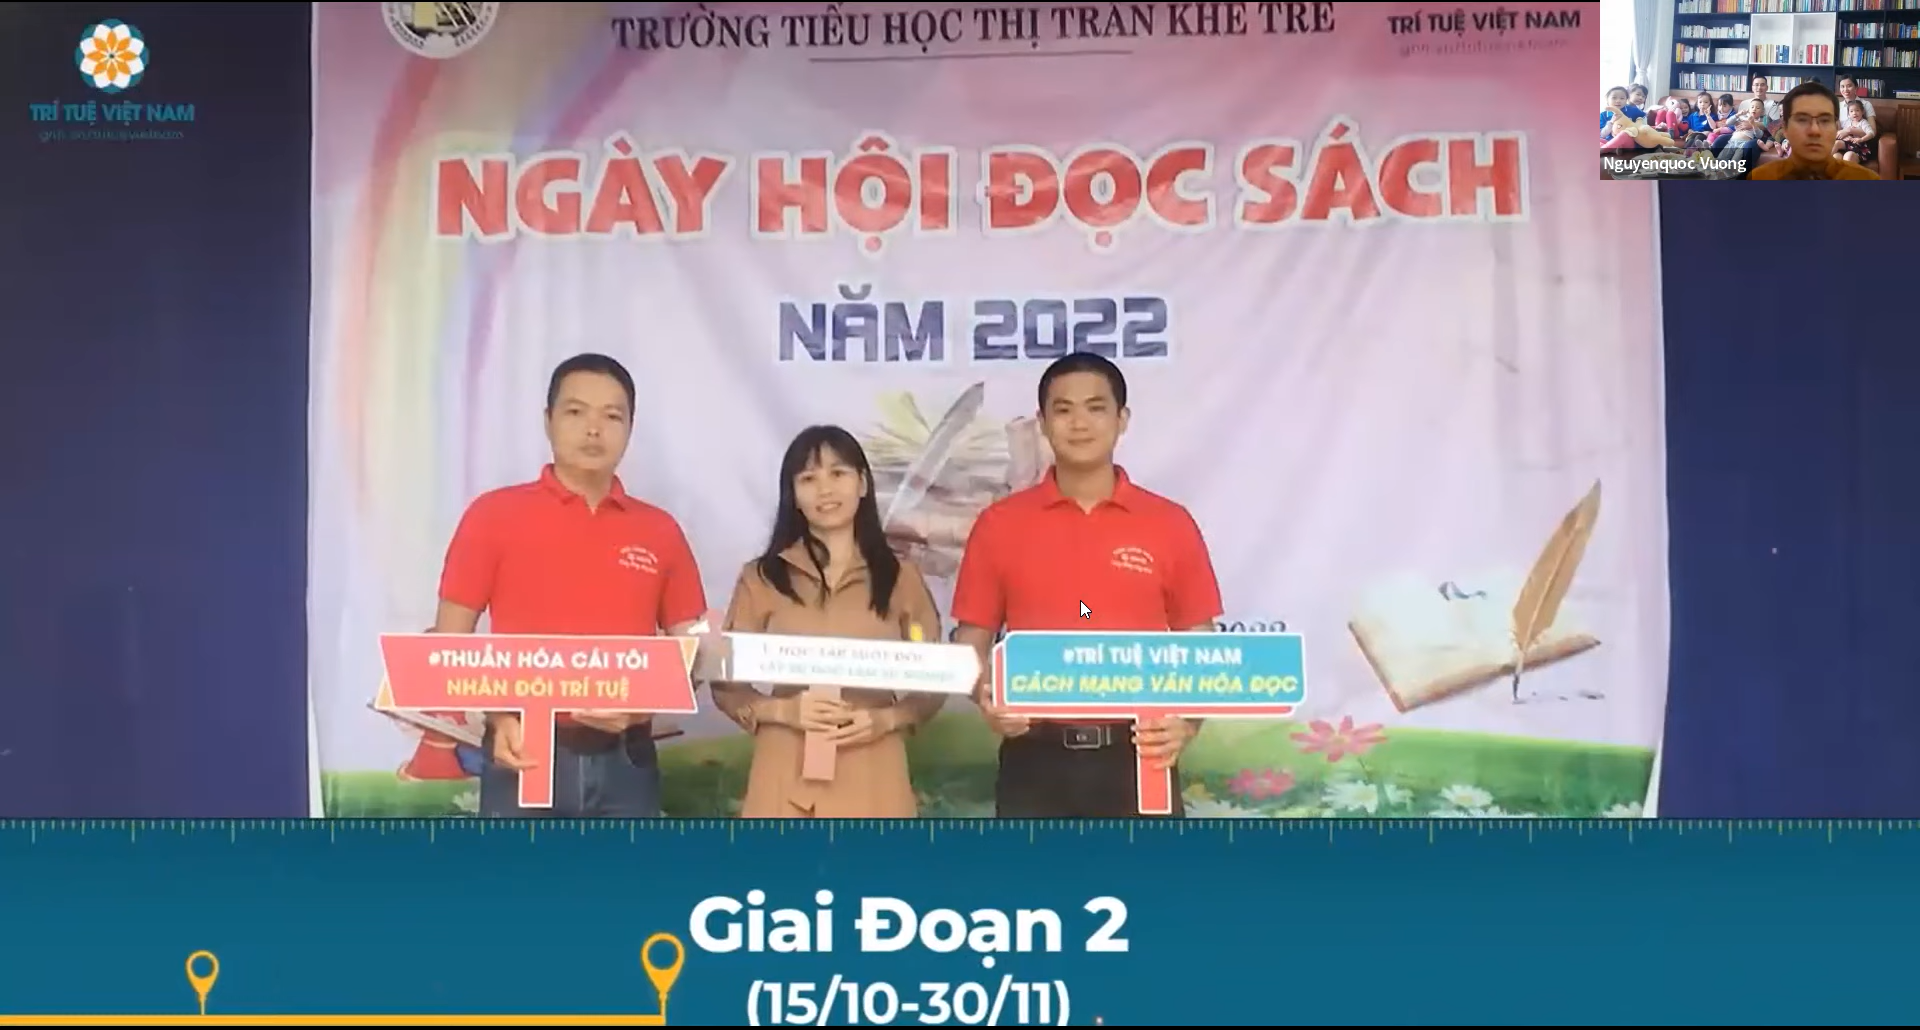 TRƯỜNG TIỂU HỌC THỊ TRẤN KHE TRE
TRÍ TUỆ VIỆT NAM
TRÍ TUỆ VIỆT NAM
NGÀY HỘI ĐỌC SÁCH
NĂM 2022
Nguyenquoc Vuong
#THUẦN HÓA CÁI TÔI
NHÂN ĐÔI TRÍ TUỆ
#TRÍ TUỆ VIỆT NAM
CÁCH MẠNG VĂN HÓA ĐỌC
Giai Đoạn 2
(15/10-30/11)